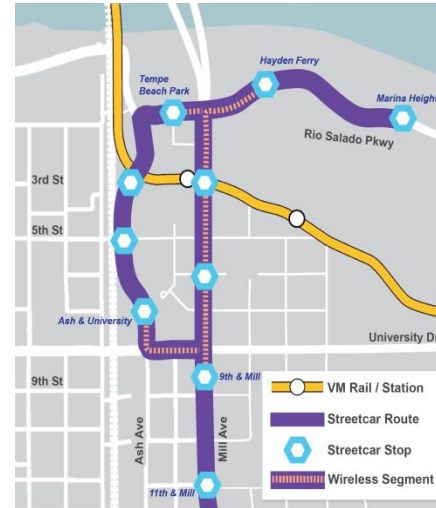 Hayden Ferry
Tempe
Beach Park
Marina Height
Rio Salado Pkwy
3rd St
5th St
Ash & University
University Dr
9th St
9th & Mill
Ash Ave
Mill Ave
11th & Mill
VM Rail / Station
Streetcar Route
Streetcar Stop
Wireless Segment